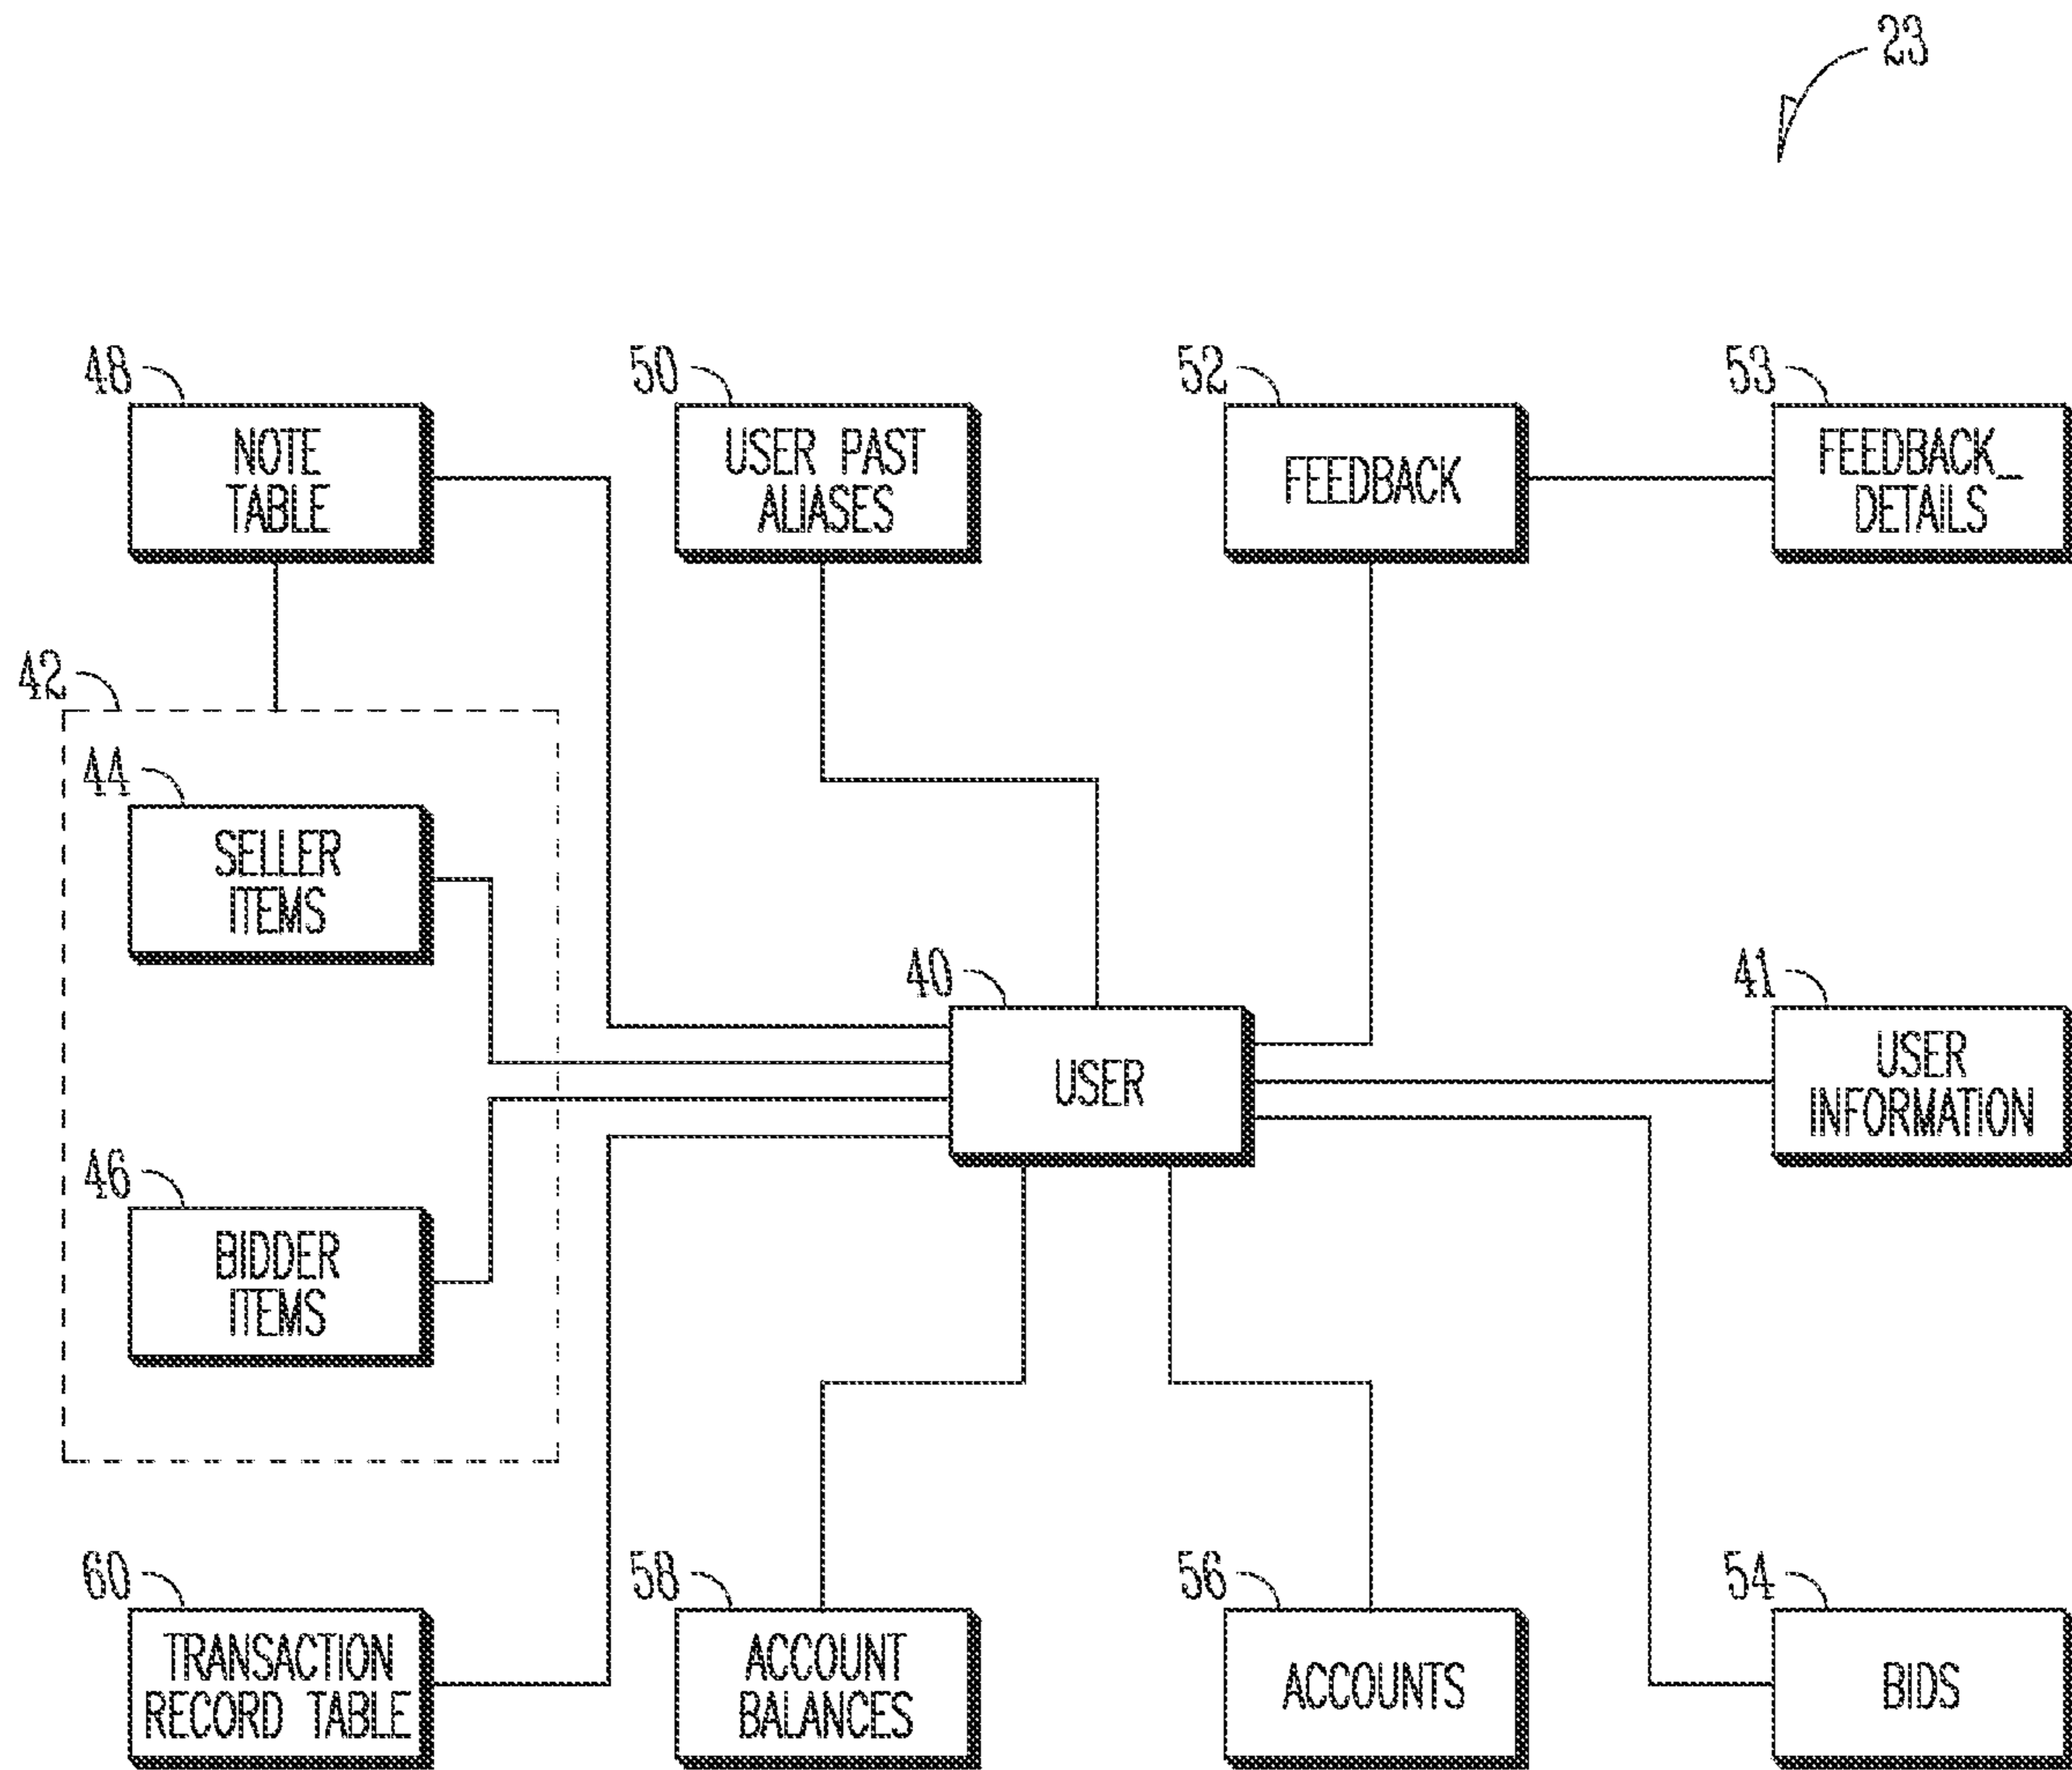 23
48
NOTE
TABLE
50
USER PAST
ALIASES
52
FEEDBACK
53
FEEDBACK_
DETAILS
42
44
SELLER
ITEMS
40
USER
41
USER
INFORMATION
46
BIDDER
ITEMS
60
TRANSACTION
RECORD TABLE
58
ACCOUNT
BALANCES
56
ACCOUNTS
54
BIDS